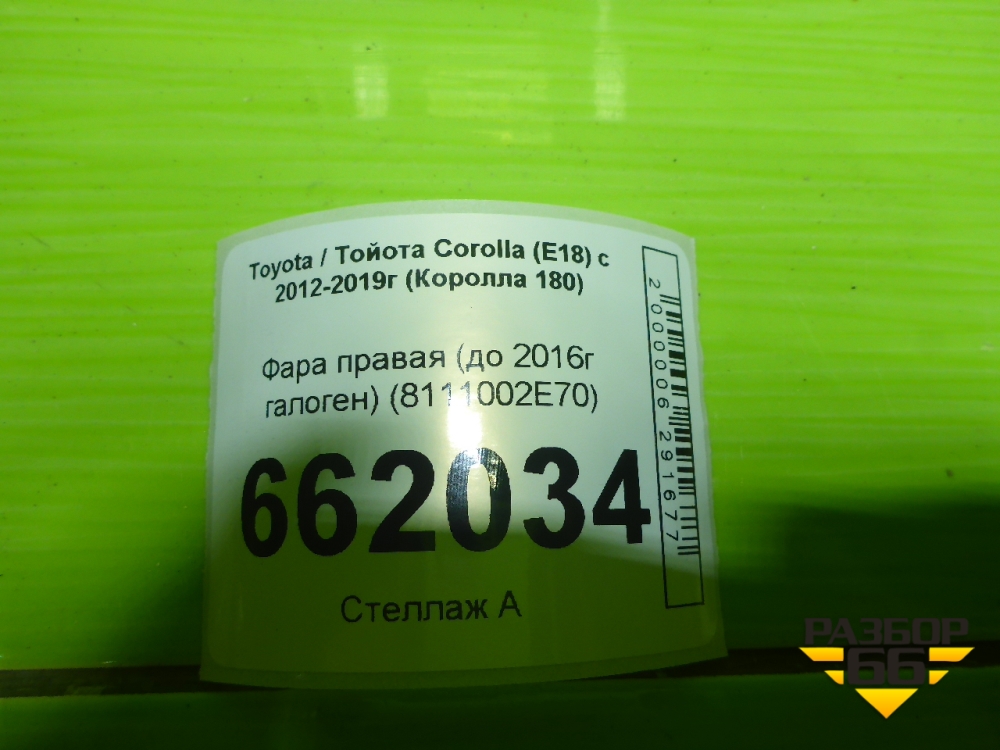 Toyota / Тойота Corolla (E18) с
2012-2019г (Королла 180)
Фара правая (до 2016г
галоген) (8111002E70)
662034
Стеллаж А
2000006291677
РАЗБОР
66